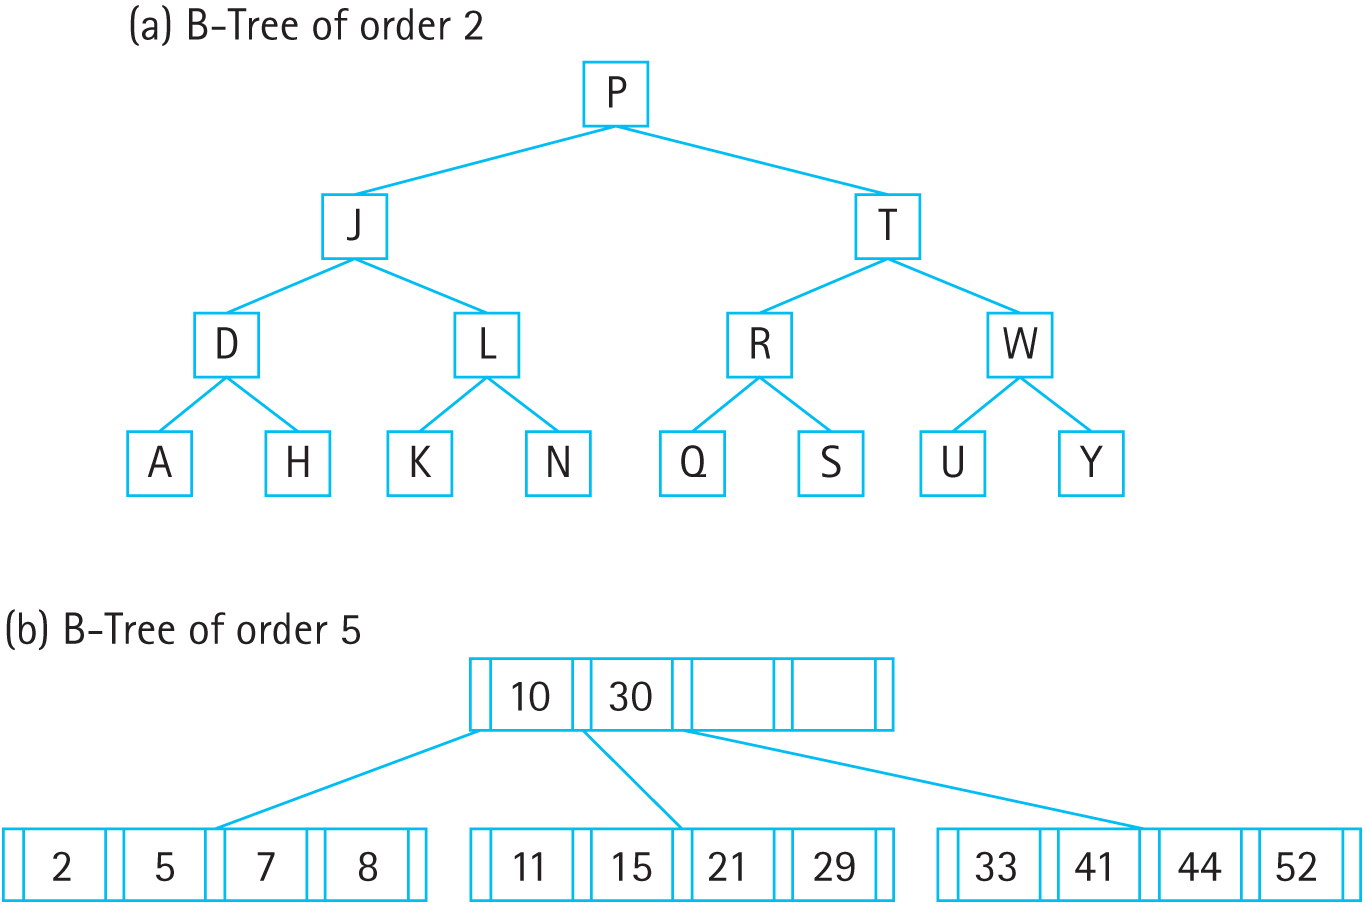 (a) B-Tree of order 2
P
J T
D L R W
A H K N Q S U Y
(b) B-Tree of order 5
10 30
2 5 7 8 11 15 21 29 33 41 44 52